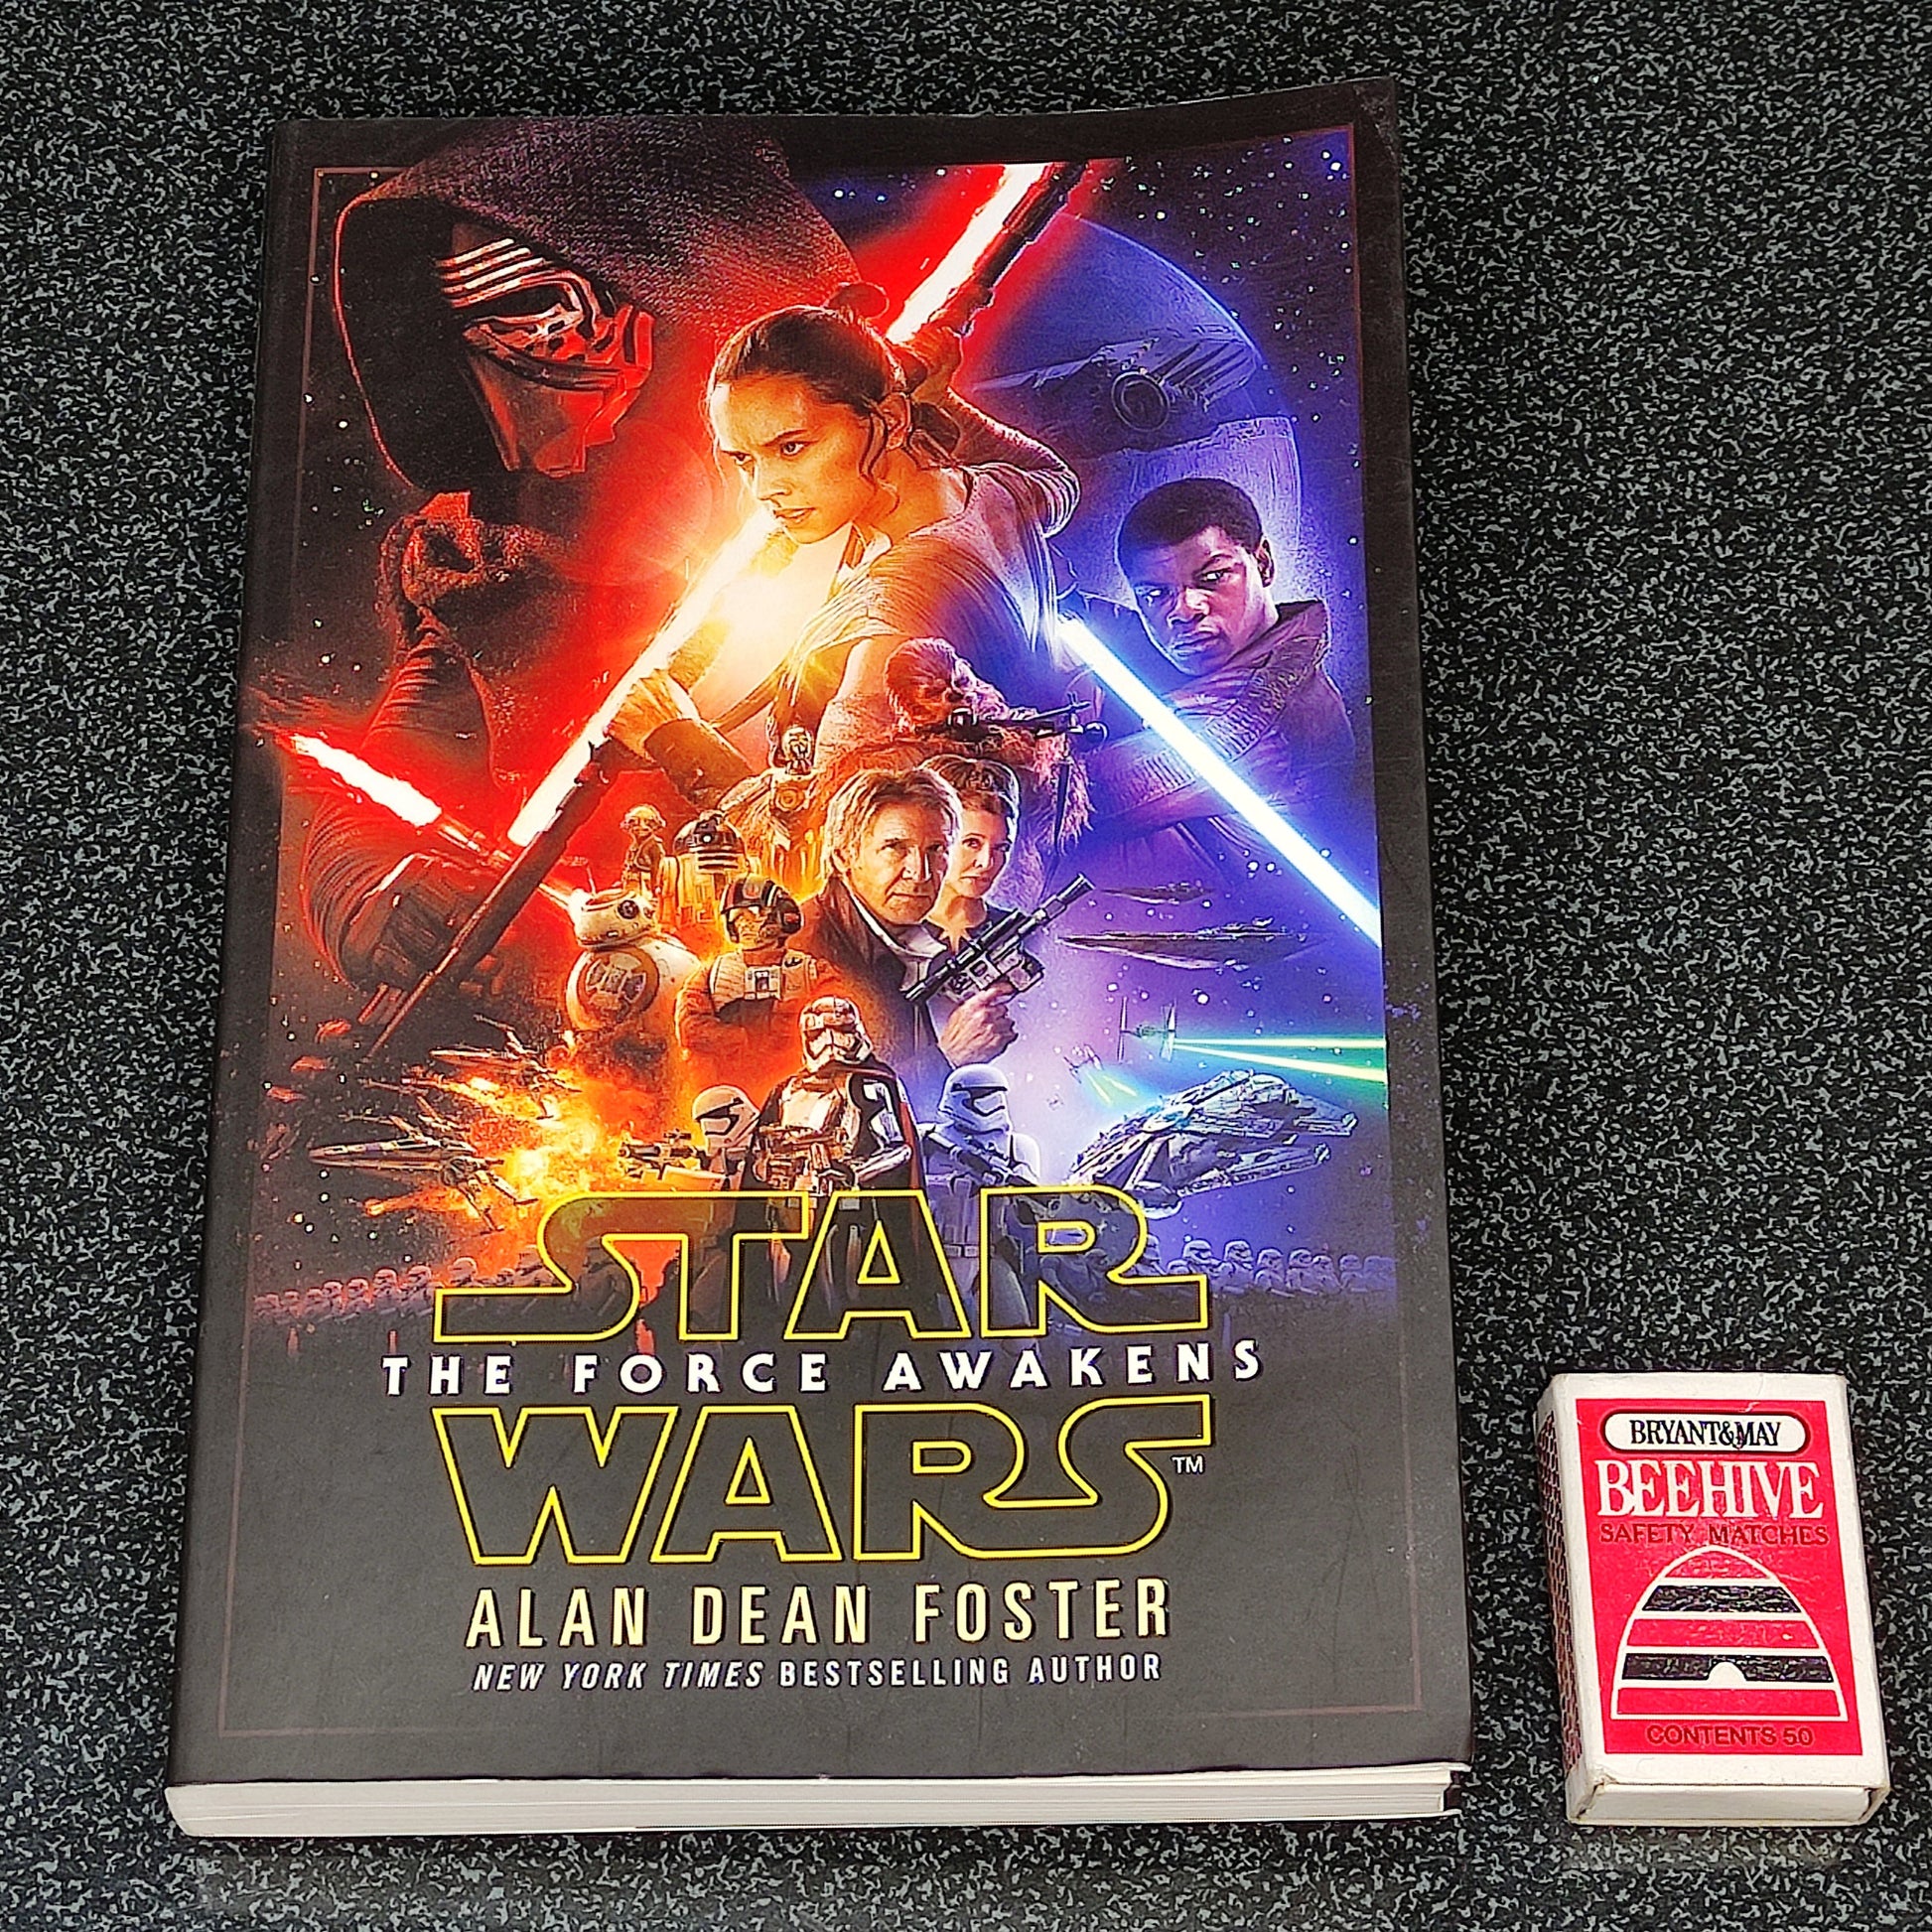 STAR
THE FORCE AWAKENS
WARS™
ALAN DEAN FOSTER
NEW YORK TIMES BESTSELLING AUTHOR
BRYANT&MAY
BEEHIVE
SAFETY MATCHES
CONTENTS 50